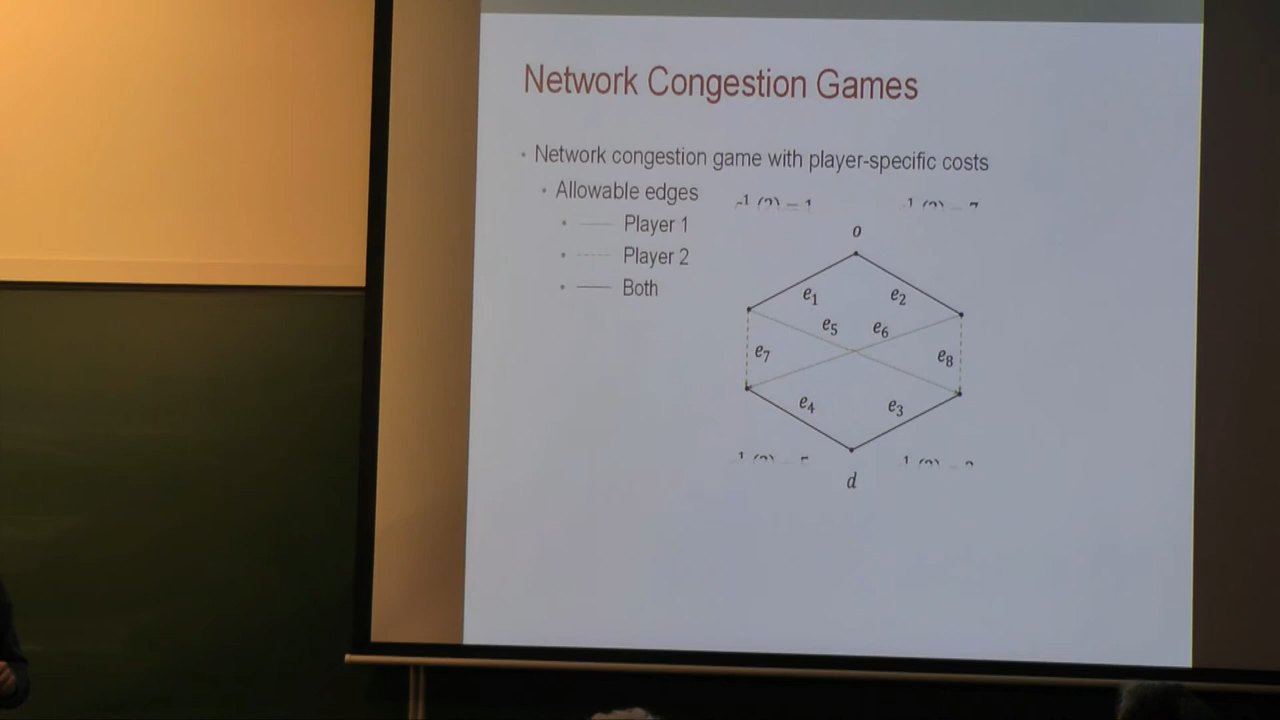 Network Congestion Games
• Network congestion game with player-specific costs
• Allowable edges
• Player 1
• Player 2
• Both
o
e1
e2
e5
e6
e7
e8
e4
e3
d